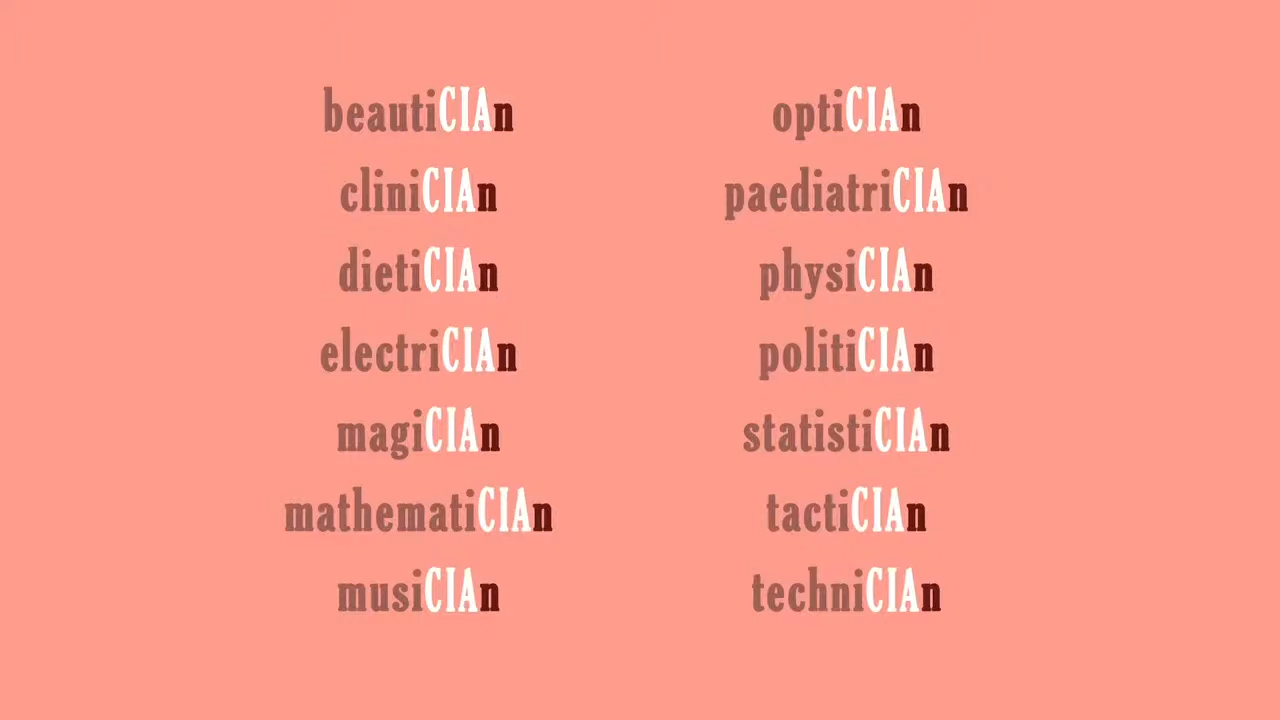 beautiCIAn
cliniCIAn
dietiCIAn
electriCIAn
magiCIAn
mathematiCIAn
musiCIAn
optiCIAn
paediatriCIAn
physiCIAn
politiCIAn
statistiCIAn
tactiCIAn
techniCIAn